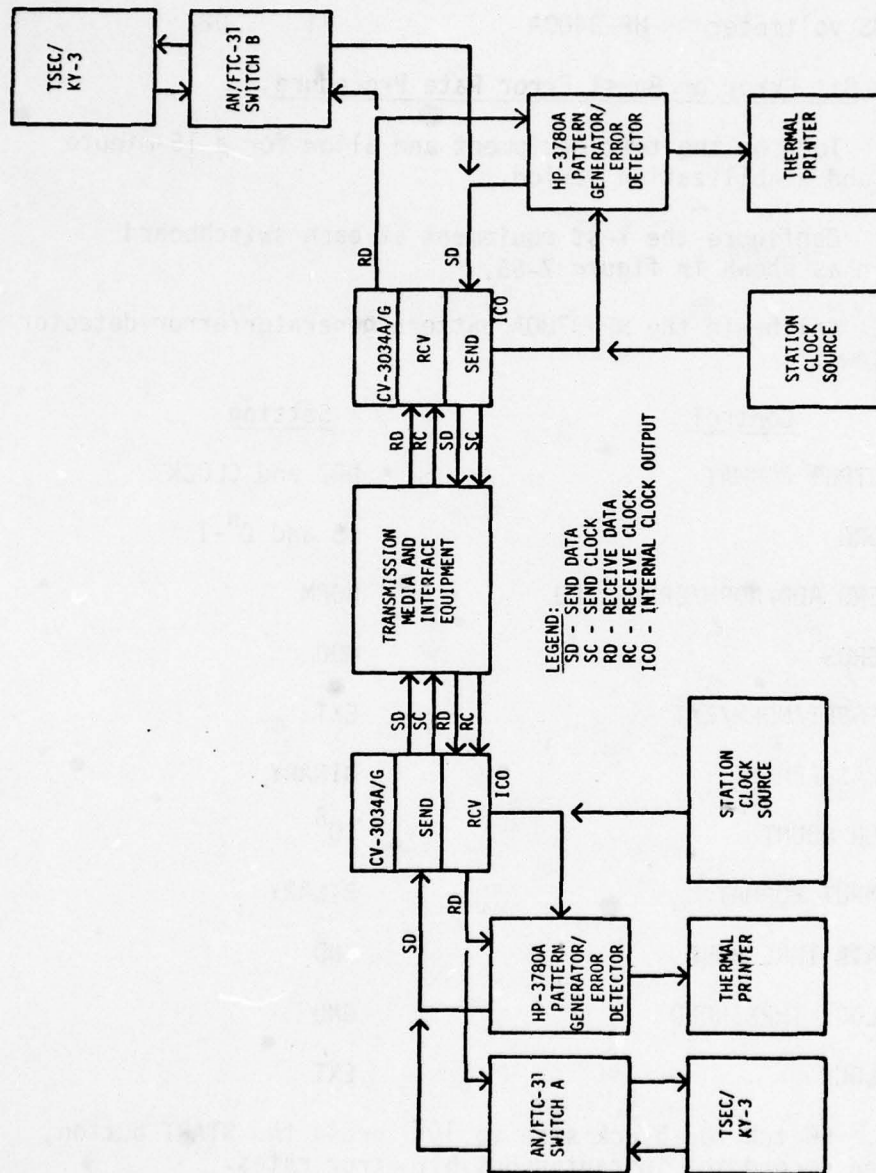 TSEC/
KY-3
AN/FTC-31
SWITCH A
SD
RD
HP-3780A
PATTERN
GENERATOR/
ERROR
DETECTOR
THERMAL
PRINTER
CV-3034A/G
SEND
RCV
ICO
STATION
CLOCK
SOURCE
SD
SC
RD
RC
TRANSMISSION
MEDIA AND
INTERFACE
EQUIPMENT
RD
RC
SD
SC
CV-3034A/G
RCV
SEND
ICO
RD
SD
STATION
CLOCK
SOURCE
TSEC/
KY-3
AN/FTC-31
SWITCH B
HP-3780A
PATTERN
GENERATOR/
ERROR
DETECTOR
THERMAL
PRINTER
LEGEND:
SD - SEND DATA
SC - SEND CLOCK
RD - RECEIVE DATA
RC - RECEIVE CLOCK
ICO - INTERNAL CLOCK OUTPUT